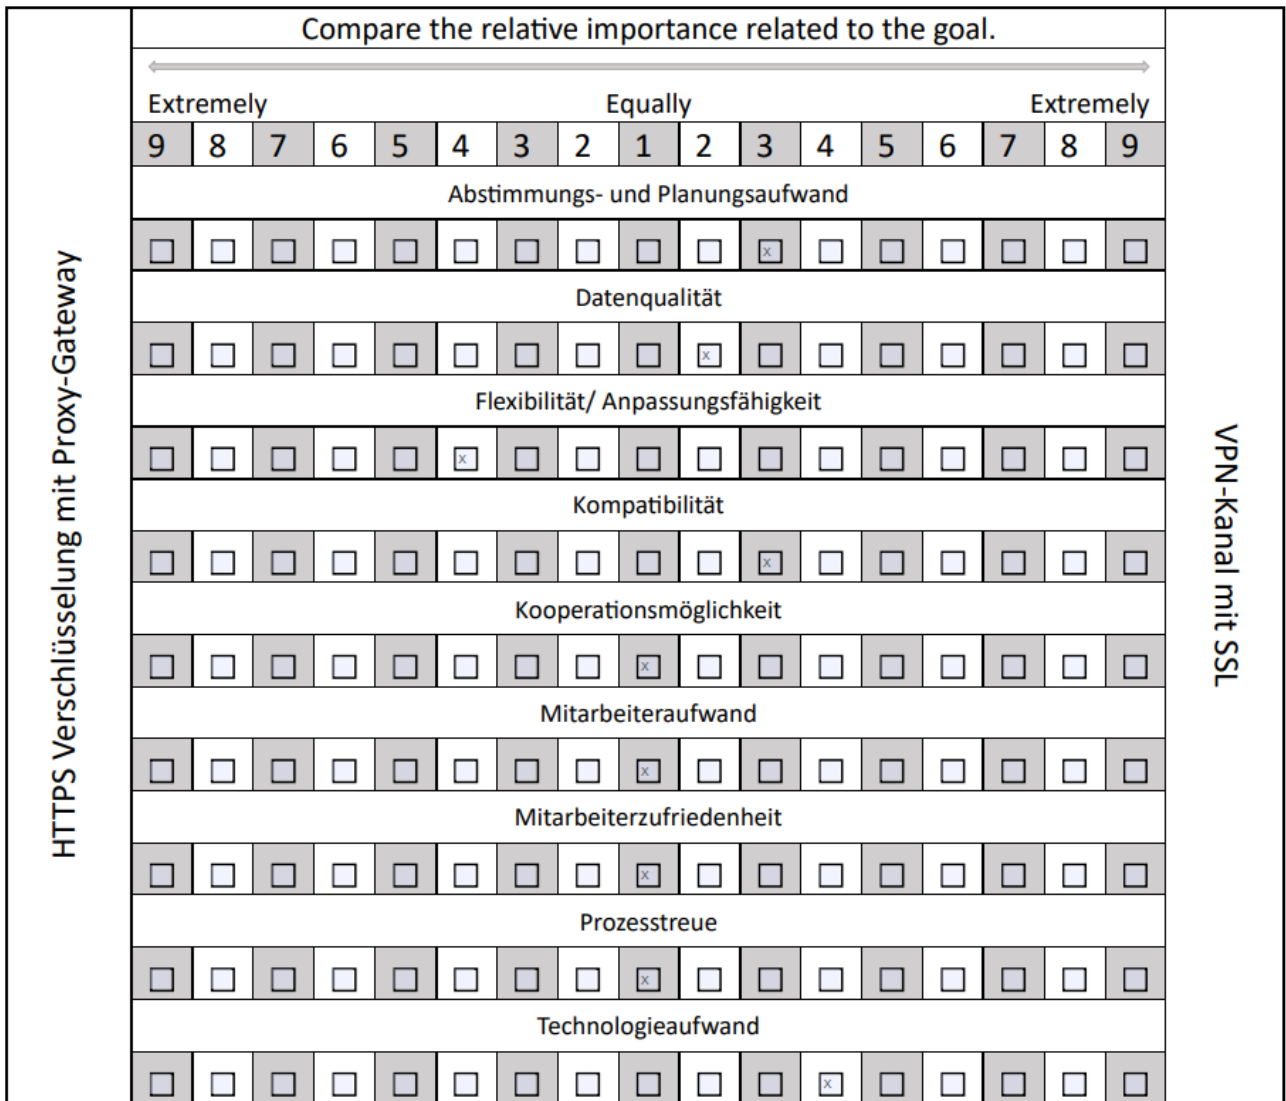 Compare the relative importance related to the goal.
Extremely Equally Extremely
9 8 7 6 5 4 3 2 1 2 3 4 5 6 7 8 9
HTTPS Verschlüsselung mit Proxy-Gateway
Abstimmungs- und Planungsaufwand
x
Datenqualität
x
Flexibilität/ Anpassungsfähigkeit
x
Kompatibilität
x
Kooperationsmöglichkeit
x
Mitarbeiteraufwand
x
Mitarbeiterzufriedenheit
x
Prozesstreue
x
Technologieaufwand
x
VPN-Kanal mit SSL